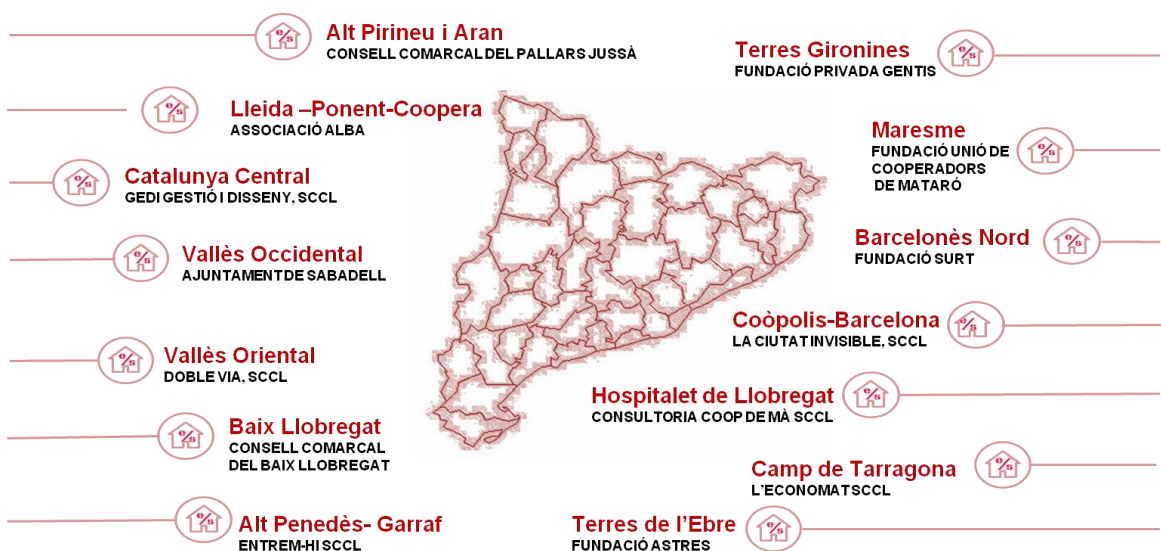 Alt Pirineu i Aran
CONSELL COMARCAL DEL PALLARS JUSSÀ
Lleida –Ponent-Coopera
ASSOCIACIÓ ALBA
Catalunya Central
GEDI GESTIÓ I DISSENY, SCCL
Vallès Occidental
AJUNTAMENT DE SABADELL
Vallès Oriental
DOBLE VIA, SCCL
Baix Llobregat
CONSELL COMARCAL
DEL BAIX LLOBREGAT
Alt Penedès- Garraf
ENTREM-HI SCCL
Terres Gironines
FUNDACIÓ PRIVADA GENTIS
Maresme
FUNDACIÓ UNIÓ DE
COOPERADORS
DE MATARÓ
Barcelonès Nord
FUNDACIÓ SURT
Coòpolis-Barcelona
LA CIUTAT INVISIBLE, SCCL
Hospitalet de Llobregat
CONSULTORIA COOP DE MÀ SCCL
Camp de Tarragona
L'ECONOMAT SCCL
Terres de l'Ebre
FUNDACIÓ ASTRES
e/s
e/s
e/s
e/s
e/s
e/s
e/s
e/s
e/s
e/s
e/s
e/s
e/s
e/s